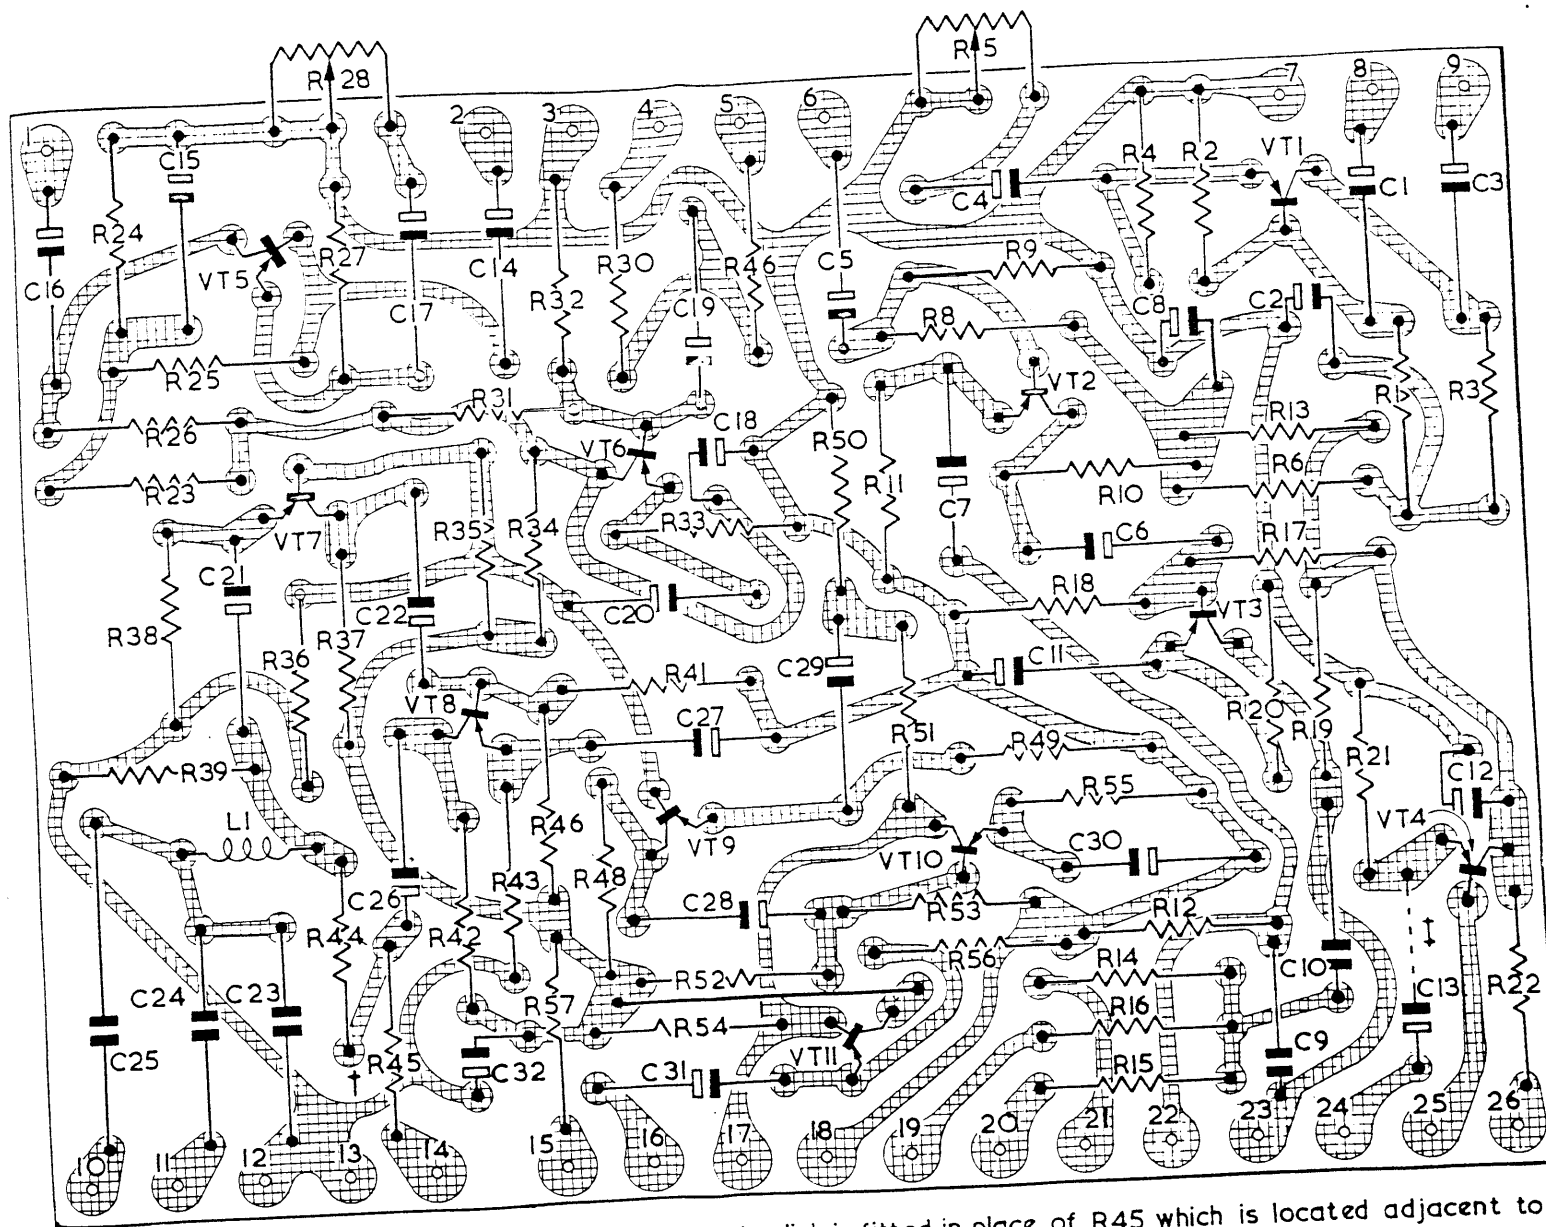 R28
R5
1 2 3 4 5 6 7 8 9
C15
R4 R2 VT1
C4 C1 C3
R24
R27
VT5
C16 C14 R30 R46 C5 R9
R32
C17 C19 R8 C8 C2
R25
R31 VT2 R1 R3
R26 C18 R50 R13
VT6
R23 R11 R6
R10
C7
R35 R34 R33
VT7 C6 R17
C21
C22 C20 R18 VT3
R38 R37
R36 C29 C11
R41
VT8 C27 R20 R19
R51 R49
R39 R21 C12
R55
L1 R46 VT9 VT4
VT10 C30
C26 R43 R48
C28 R53 R12
R44 R42
R56
C24 C23 R52 R14 C10 C13 R22
R57 R16
R54
C25 VT11 C9
R45 C32 C31 R15
†
‡
10 11 12 13 14 15 16 17 18 19 20 21 22 23 24 25 26
link is fitted in place of R45 which is located adjacent to